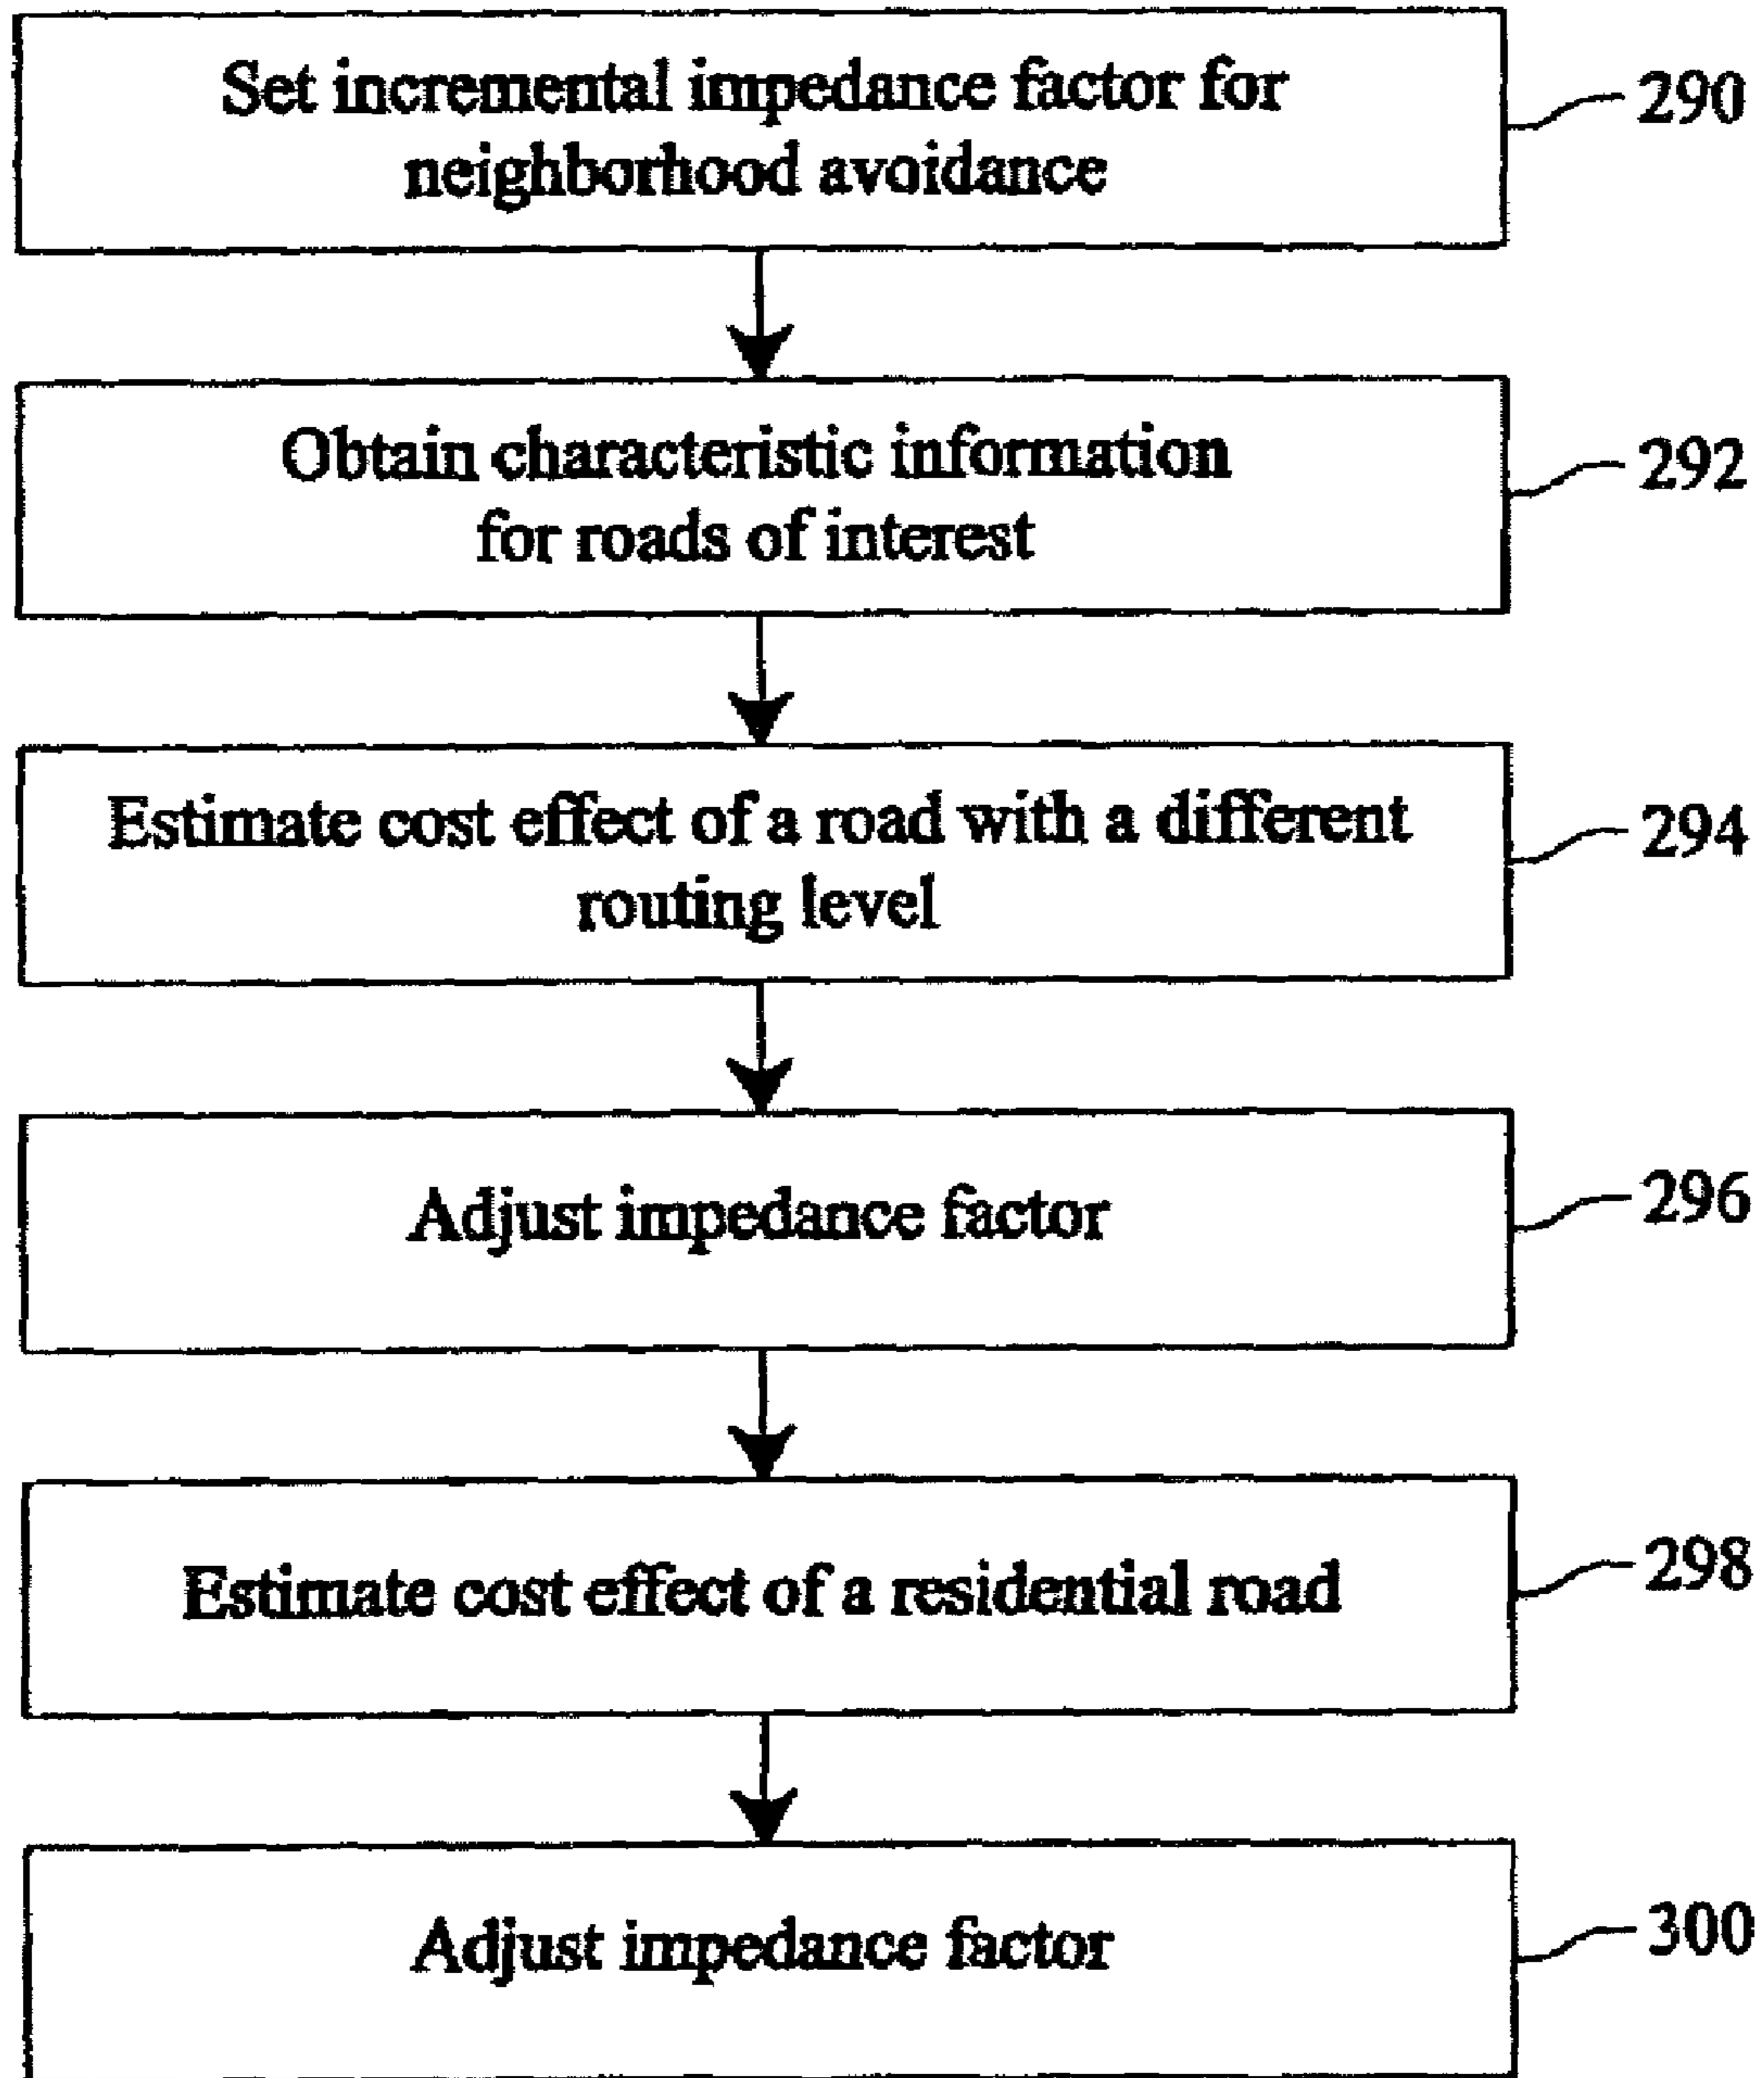 Set incremental impedance factor for
neighborhood avoidance
290
Obtain characteristic information
for roads of interest
292
Estimate cost effect of a road with a different
routing level
294
Adjust impedance factor
296
Estimate cost effect of a residential road
298
Adjust impedance factor
300